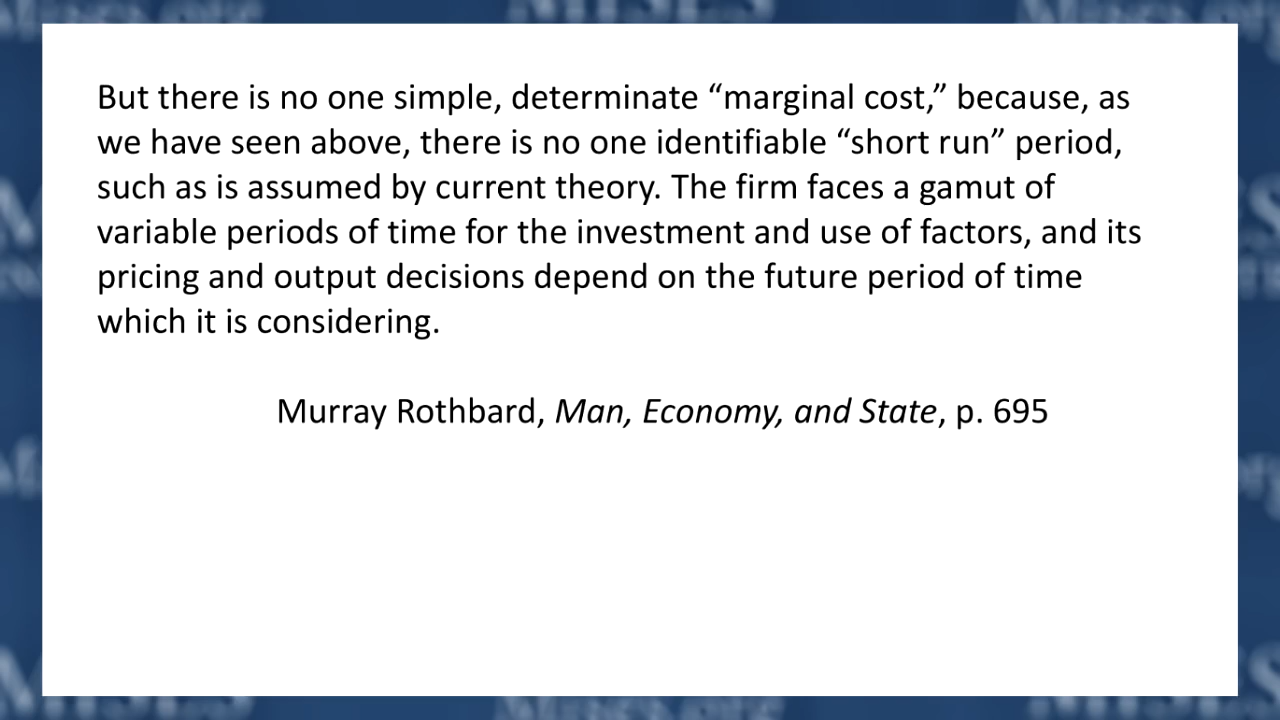 But there is no one simple, determinate “marginal cost,” because, as
we have seen above, there is no one identifiable “short run” period,
such as is assumed by current theory. The firm faces a gamut of
variable periods of time for the investment and use of factors, and its
pricing and output decisions depend on the future period of time
which it is considering.
Murray Rothbard, Man, Economy, and State, p. 695